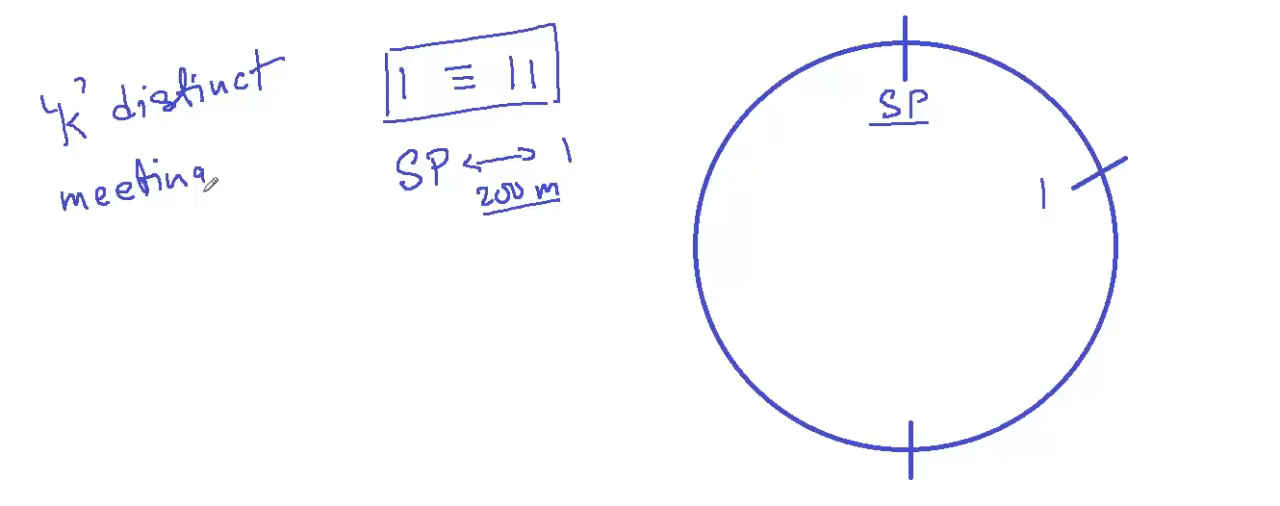 'K' distinct
meeting
1 ≡ 11
SP ⟷ 1
200 m
SP
1